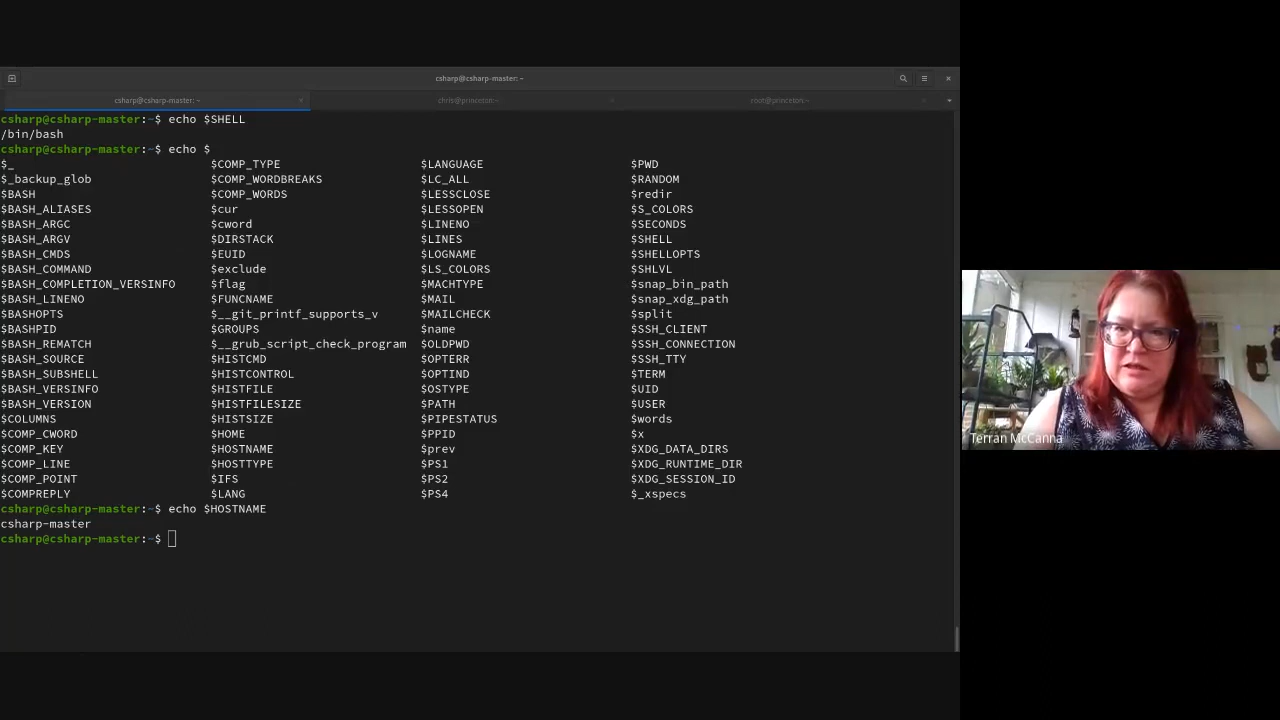 csharp@csharp-master: ~
csharp@csharp-master: ~ × chris@princeton:~ × root@princeton:~ ×
csharp@csharp-master:~$ echo $SHELL
/bin/bash
csharp@csharp-master:~$ echo $
$_ $COMP_TYPE $LANGUAGE $PWD
$_backup_glob $COMP_WORDBREAKS $LC_ALL $RANDOM
$BASH $COMP_WORDS $LESSCLOSE $redir
$BASH_ALIASES $cur $LESSOPEN $S_COLORS
$BASH_ARGC $cword $LINENO $SECONDS
$BASH_ARGV $DIRSTACK $LINES $SHELL
$BASH_CMDS $EUID $LOGNAME $SHELLOPTS
$BASH_COMMAND $exclude $LS_COLORS $SHLVL
$BASH_COMPLETION_VERSINFO $flag $MACHTYPE $snap_bin_path
$BASH_LINENO $FUNCNAME $MAIL $snap_xdg_path
$BASHOPTS $__git_printf_supports_v $MAILCHECK $split
$BASHPID $GROUPS $name $SSH_CLIENT
$BASH_REMATCH $__grub_script_check_program $OLDPWD $SSH_CONNECTION
$BASH_SOURCE $HISTCMD $OPTERR $SSH_TTY
$BASH_SUBSHELL $HISTCONTROL $OPTIND $TERM
$BASH_VERSINFO $HISTFILE $OSTYPE $UID
$BASH_VERSION $HISTFILESIZE $PATH $USER
$COLUMNS $HISTSIZE $PIPESTATUS $words
$COMP_CWORD $HOME $PPID $x
$COMP_KEY $HOSTNAME $prev $XDG_DATA_DIRS
$COMP_LINE $HOSTTYPE $PS1 $XDG_RUNTIME_DIR
$COMP_POINT $IFS $PS2 $XDG_SESSION_ID
$COMPREPLY $LANG $PS4 $_xspecs
csharp@csharp-master:~$ echo $HOSTNAME
csharp-master
csharp@csharp-master:~$
Terran McCanna